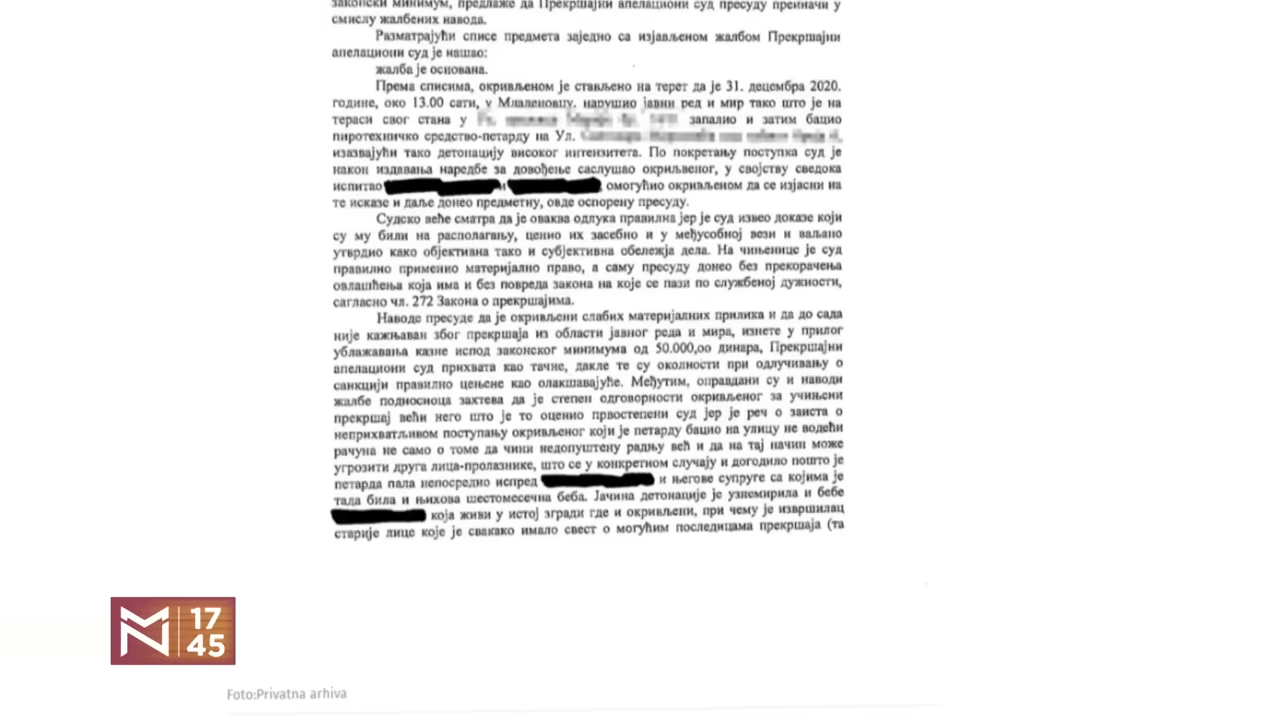 законски минимум, предлаже да Прекршајни апелациони суд пресуду преиначи у
смислу жалбених навода.
Разматрајући списе предмета заједно са изјављеном жалбом Прекршајни
апелациони суд је нашао:
жалба је основана.
Према списима, окривљеном је стављено на терет да је 31. децембра 2020.
године, око 13.00 сати, у Младеновцу, нарушио јавни ред и мир тако што је на
тераси свог стана у запалио и затим бацио
пиротехничко средство-петарду на Ул.
изазвајући тако детонацију високог интензитета. По покретању поступка суд је
након издавања наредбе за довођење саслушао окриљвеног, у својству сведока
испитао и омогућио окривљеном да се изјасни на
те исказе и даље донео предметну, овде оспорену пресуду.
Судско веће сматра да је оваква одлука правилна јер је суд извео доказе који
су му били на располагању, ценио их засебно и у међусобној вези и ваљано
утврдио како објективна тако и субјективна обележја дела. На чињенице је суд
правилно применио материјално право, а саму пресуду донео без прекорачења
овлашћења која има и без повреда закона на које се пази по службеној дужности,
сагласно чл. 272 Закона о прекршајима.
Наводе пресуде да је окривљени слабих материјалних прилика и да до сада
није кажњаван због прекршаја из области јавног реда и мира, изнете у прилог
ублажавања казне испод законског минимума од 50.000,оо динара, Прекршајни
апелациони суд прихвата као тачне, дакле те су околности при одлучивању о
санкцији правилно цењене као олакшавајуће. Међутим, оправдани су и наводи
жалбе подносиоца захтева да је степен одговорности окривљеног за учињени
прекршај већи него што је то оценио првостепени суд јер је реч о заиста о
неприхватљивом поступању окривљеног који је петарду бацио на улицу не водећи
рачуна не само о томе да чини недопуштену радњу већ и да на тај начин може
угрозити друга лица-пролазнике, што се у конкретном случају и догодило пошто је
петарда пала непосредно испред и његове супруге са којима је
тада била и њихова шестомесечна беба. Јачина детонације је узнемирила и бебе
која живи у истој згради где и окривљени, при чему је извршилац
старије лице које је свакако имало свест о могућим последицама прекршаја (та
17
45
Foto:Privatna arhiva